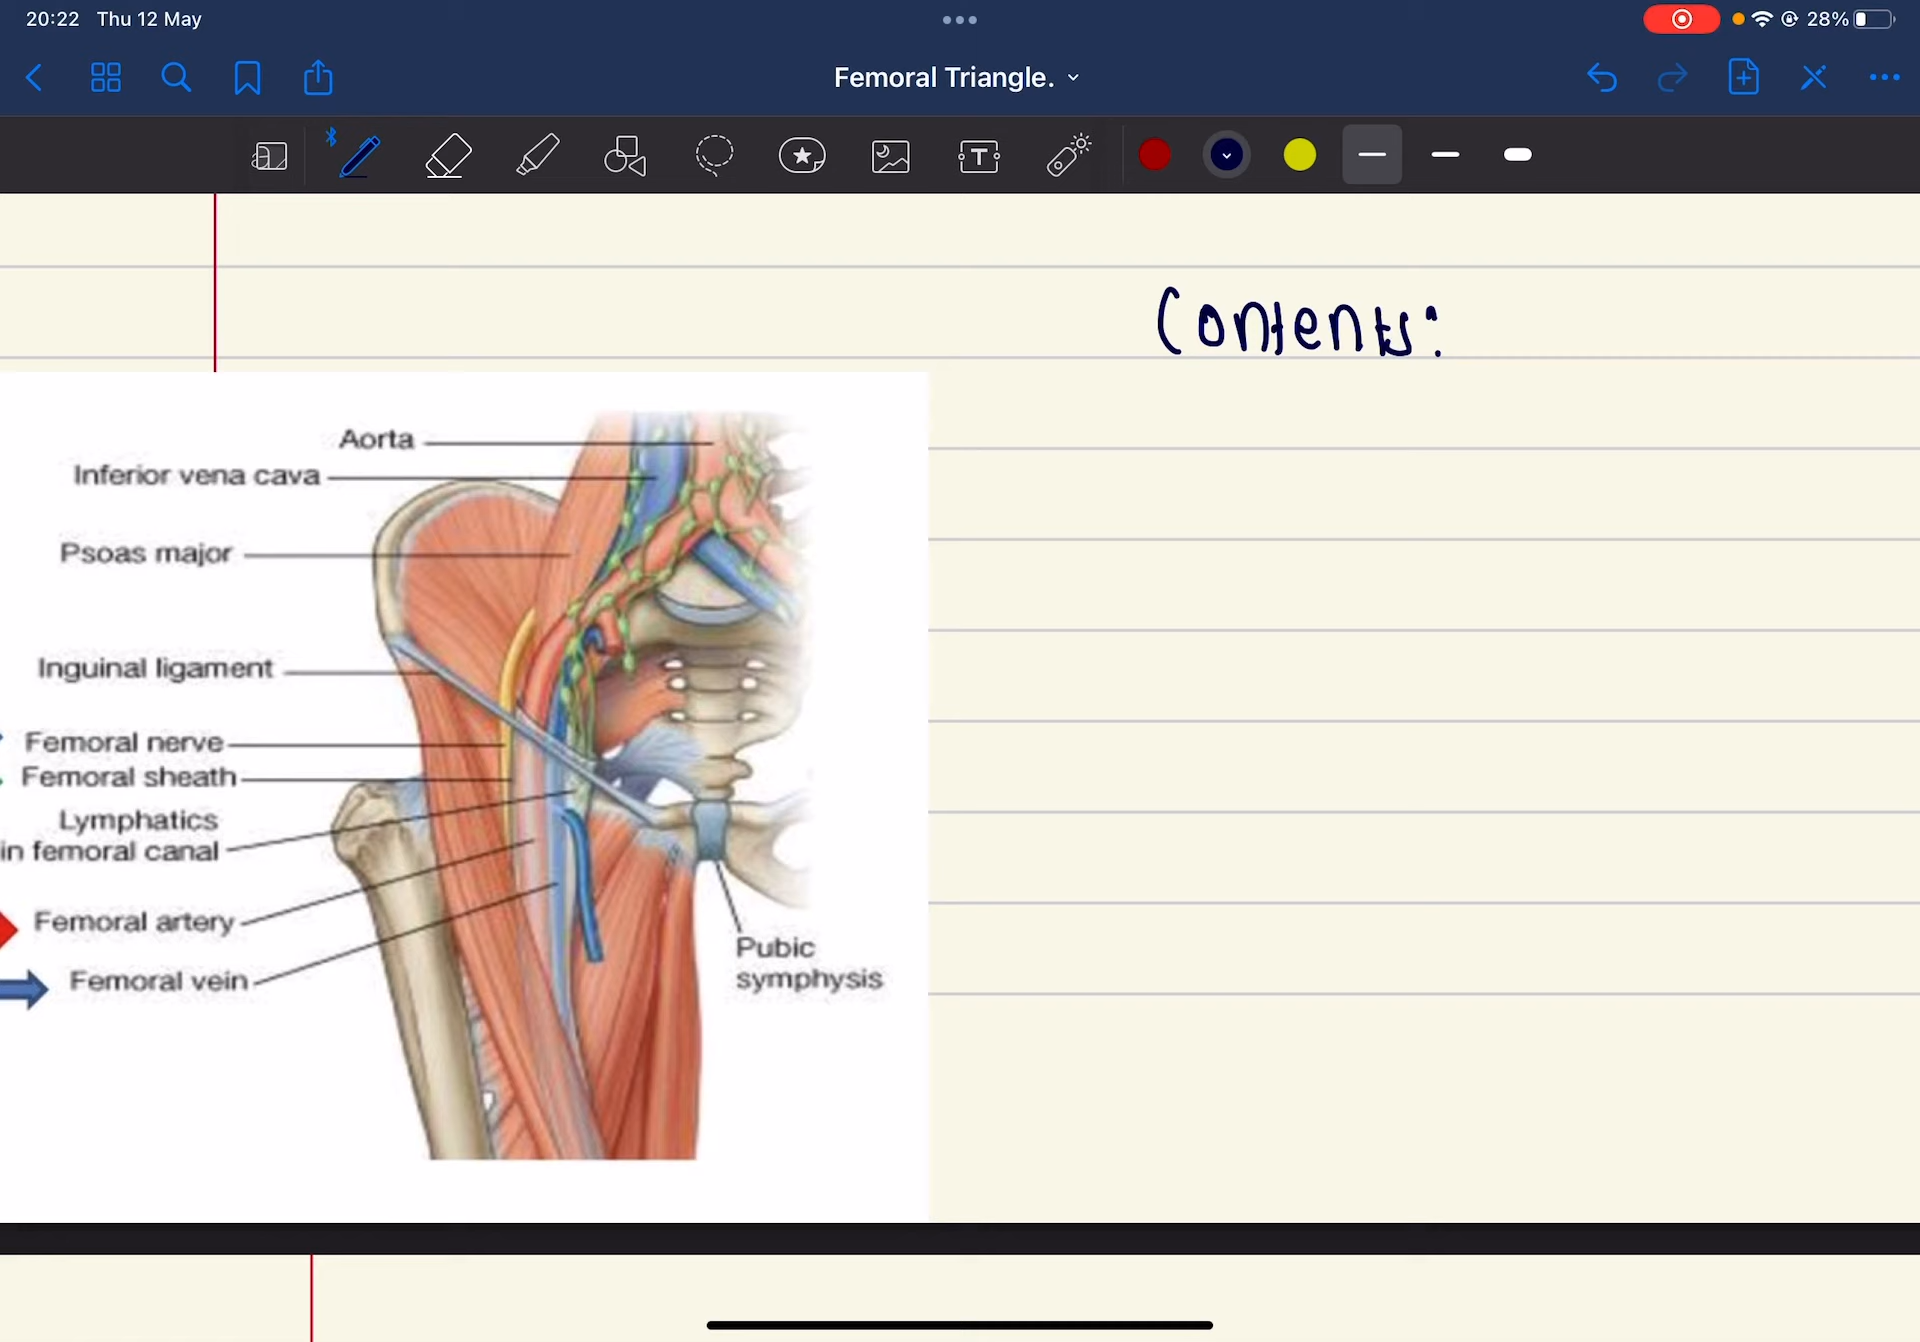 20:22 Thu 12 May
28%
Femoral Triangle.
T
Contents:
Aorta
Inferior vena cava
Psoas major
Inguinal ligament
Femoral nerve
Femoral sheath
Lymphatics
in femoral canal
Femoral artery
Femoral vein
Pubic
symphysis